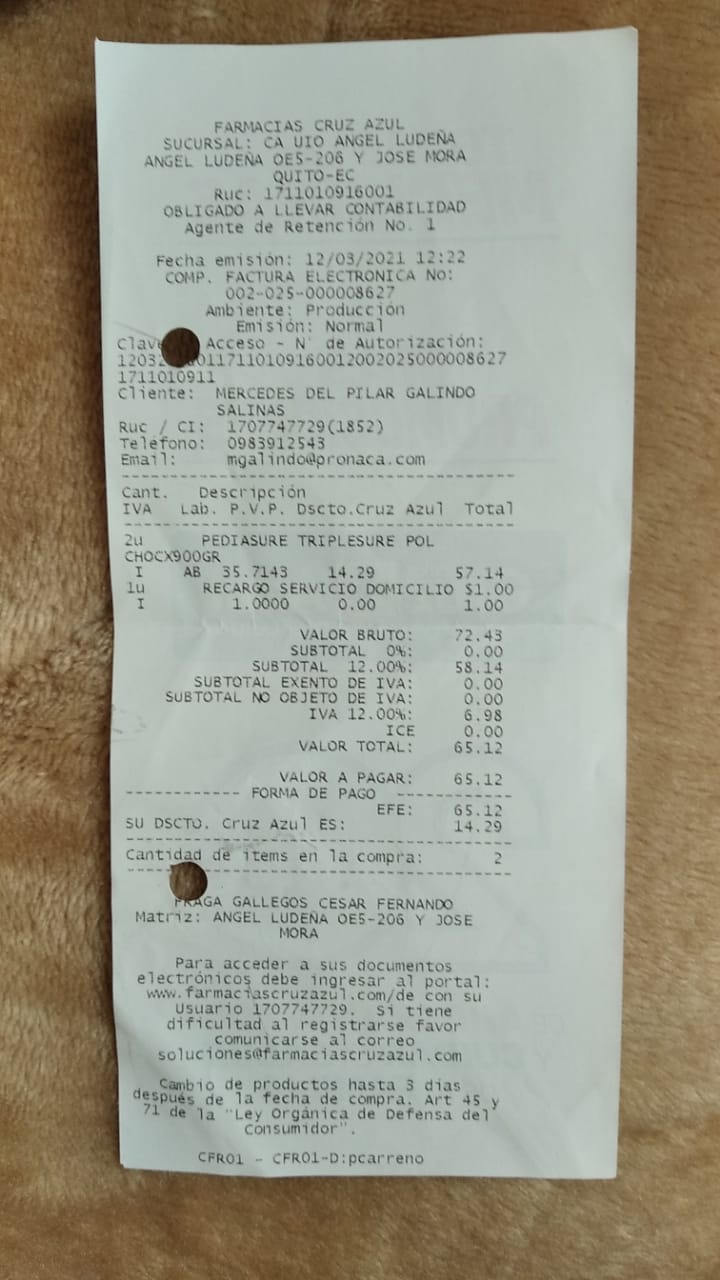 FARMACIAS CRUZ AZUL
SUCURSAL: CA UIO ANGEL LUDEÑA
ANGEL LUDEÑA OE5-206 Y JOSE MORA
QUITO-EC
Ruc: 1711010916001
OBLIGADO A LLEVAR CONTABILIDAD
Agente de Retención No. 1
Fecha emisión: 12/03/2021 12:22
COMP. FACTURA ELECTRONICA No:
002-025-000008627
Ambiente: Producción
Emisión: Normal
Acceso - N° de Autorización:
1711010911
Cliente: MERCEDES DEL PILAR GALINDO
SALINAS
Ruc / CI: 1707747729(1852)
Teléfono: 0983912543
Email: mgalindo@pronaca.com
Cant. Descripción
IVA Lab. P.V.P. Dscto.Cruz Azul Total
2u PEDIASURE TRIPLESURE POL
CHOCX900GR
I AB 35.7143 14.29 57.14
1u RECARGO SERVICIO DOMICILIO $1.00
I 1.0000 0.00 1.00
VALOR BRUTO: 72.43
SUBTOTAL 0%: 0.00
SUBTOTAL 12.00%: 58.14
SUBTOTAL EXENTO DE IVA: 0.00
SUBTOTAL NO OBJETO DE IVA: 0.00
IVA 12.00%: 6.98
ICE 0.00
VALOR TOTAL: 65.12
VALOR A PAGAR: 65.12
------------ FORMA DE PAGO ------------
EFE: 65.12
SU DSCTO. Cruz Azul ES: 14.29
Cantidad de items en la compra: 2
GALLEGOS CESAR FERNANDO
Matriz: ANGEL LUDEÑA OE5-206 Y JOSE
MORA
Para acceder a sus documentos
electrónicos debe ingresar al portal:
www.farmaciascruzazul.com/de con su
Usuario 1707747729. Si tiene
dificultad al registrarse favor
comunicarse al correo
soluciones@farmaciascruzazul.com
Cambio de productos hasta 3 dias
después de la fecha de compra. Art 45 y
71 de la "Ley Orgánica de Defensa del
Consumidor".
CFR01 - CFR01-D:pcarreno